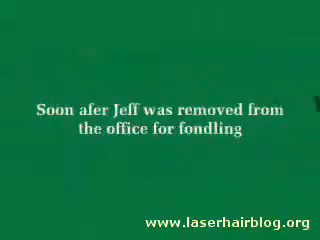 Soon afer Jeff was removed from
the office for fondling
www.laserhairblog.org